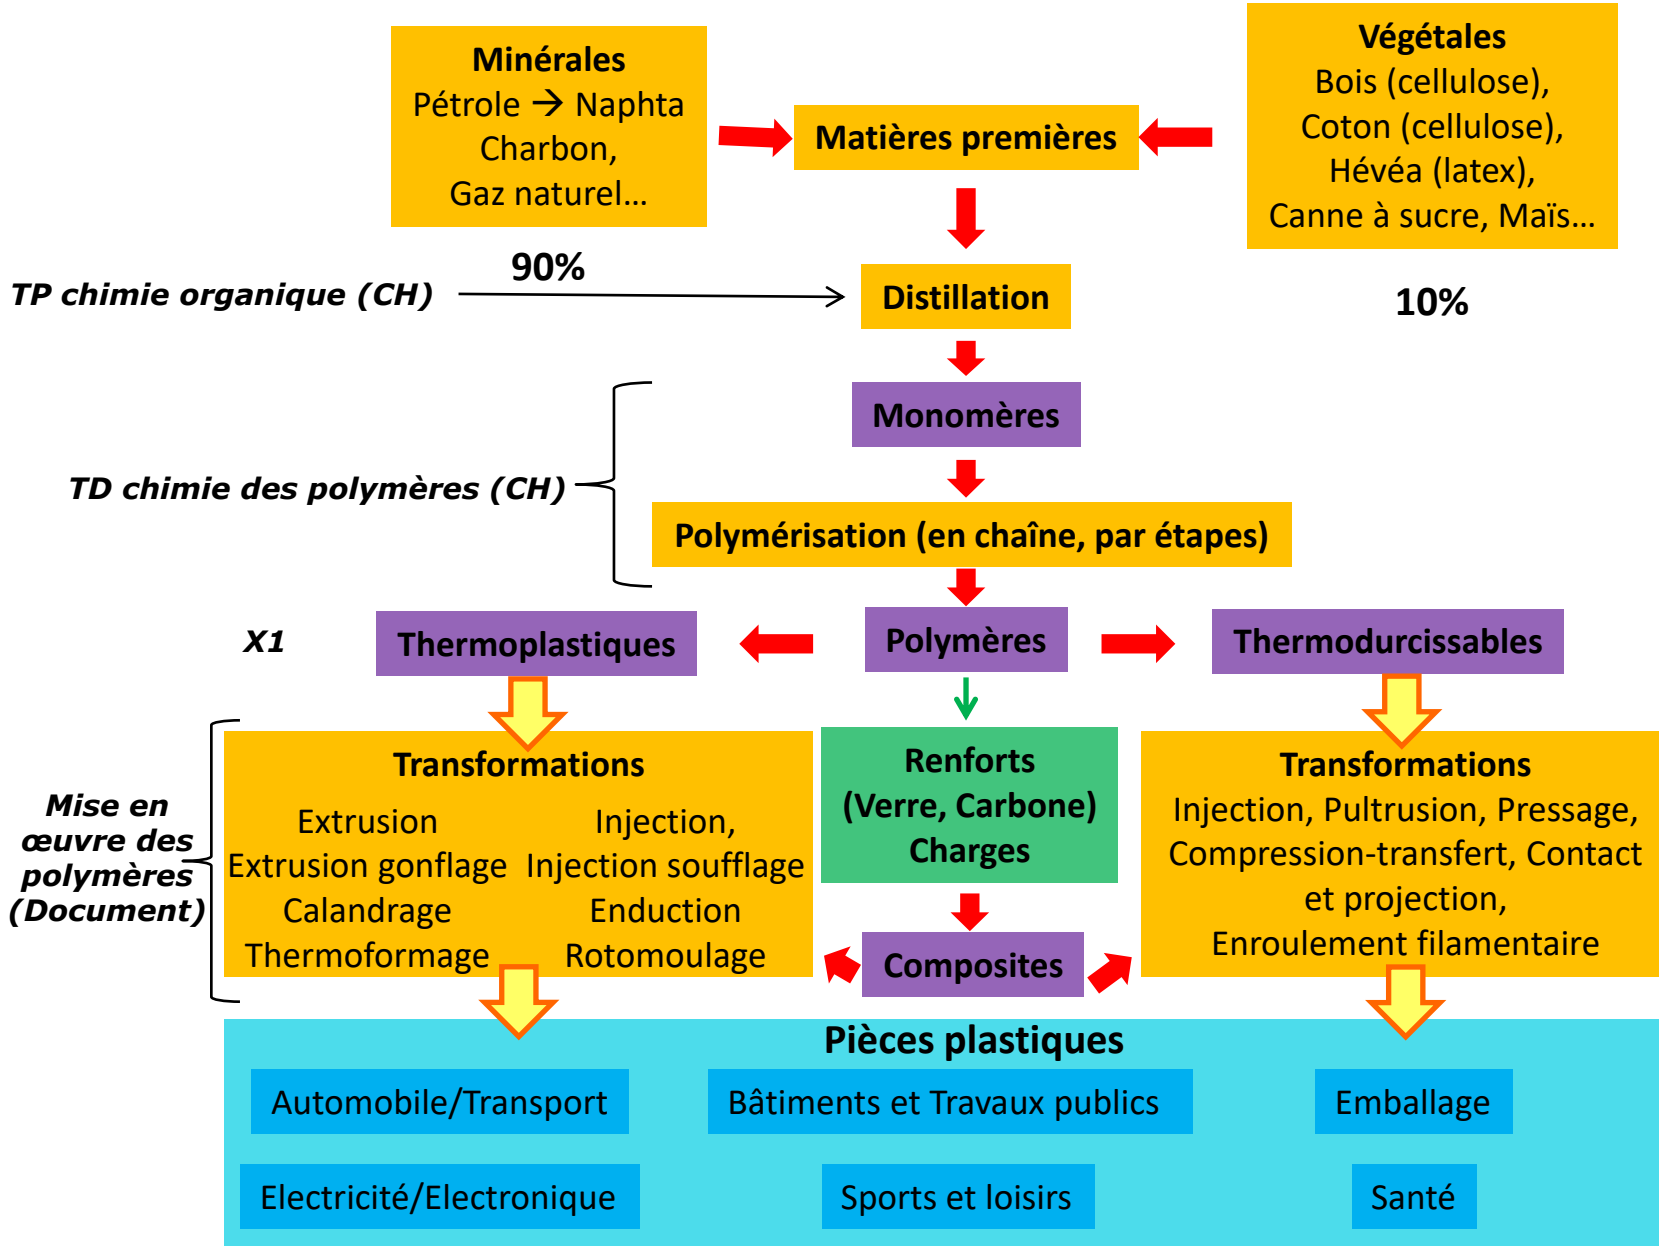 Minérales
Pétrole → Naphta
Charbon,
Gaz naturel…
Matières premières
Végétales
Bois (cellulose),
Coton (cellulose),
Hévéa (latex),
Canne à sucre, Maïs…
90%
10%
TP chimie organique (CH)
Distillation
Monomères
TD chimie des polymères (CH)
Polymérisation (en chaîne, par étapes)
X1
Thermoplastiques
Polymères
Thermodurcissables
Mise en
œuvre des
polymères
(Document)
Transformations
Extrusion
Extrusion gonflage
Calandrage
Thermoformage
Injection,
Injection soufflage
Enduction
Rotomoulage
Renforts
(Verre, Carbone)
Charges
Composites
Transformations
Injection, Pultrusion, Pressage,
Compression-transfert, Contact
et projection,
Enroulement filamentaire
Pièces plastiques
Automobile/Transport
Bâtiments et Travaux publics
Emballage
Electricité/Electronique
Sports et loisirs
Santé